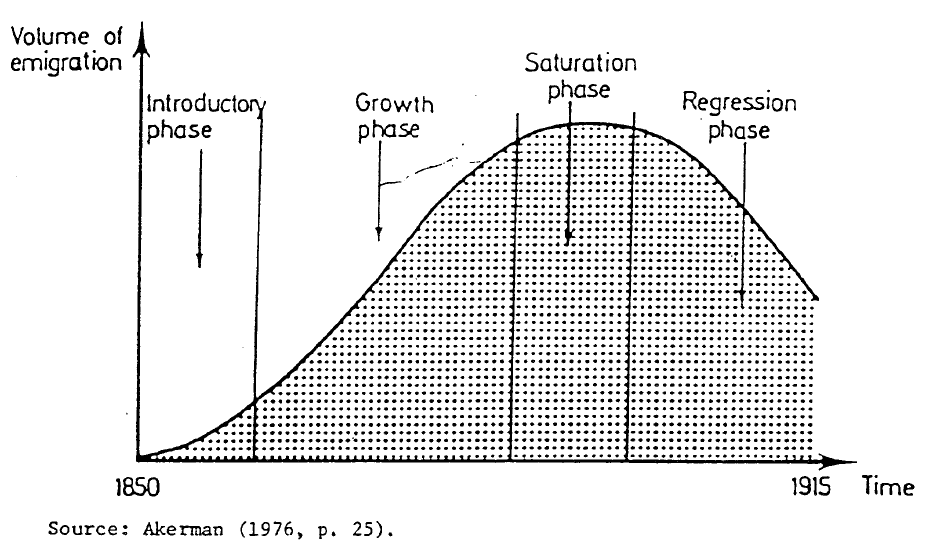 Volume of
emigration
Introductory
phase
Growth
phase
Saturation
phase
Regression
phase
1850
1915
Time
Source: Akerman (1976, p. 25).